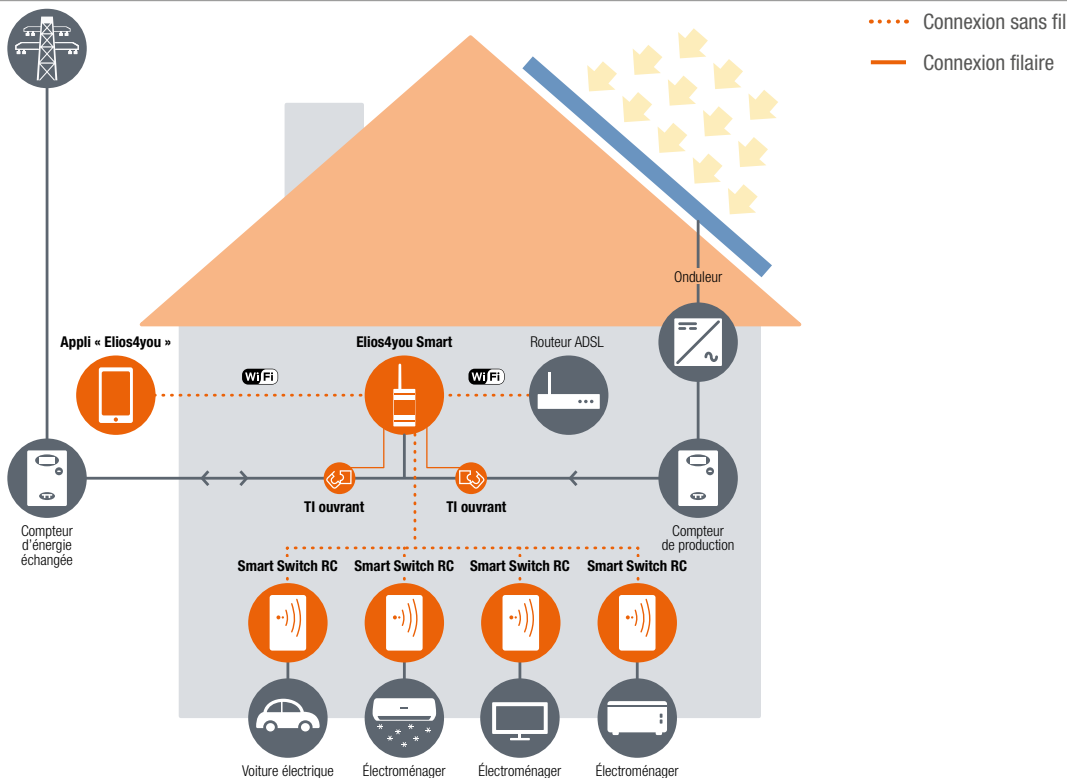 Connexion sans fil
Connexion filaire
Onduleur
Appli « Elios4you »
Elios4you Smart
Routeur ADSL
WiFi
WiFi
TI ouvrant
TI ouvrant
Compteur
d'énergie
échangée
Compteur
de production
Smart Switch RC
Smart Switch RC
Smart Switch RC
Smart Switch RC
Voiture électrique
Électroménager
Électroménager
Électroménager